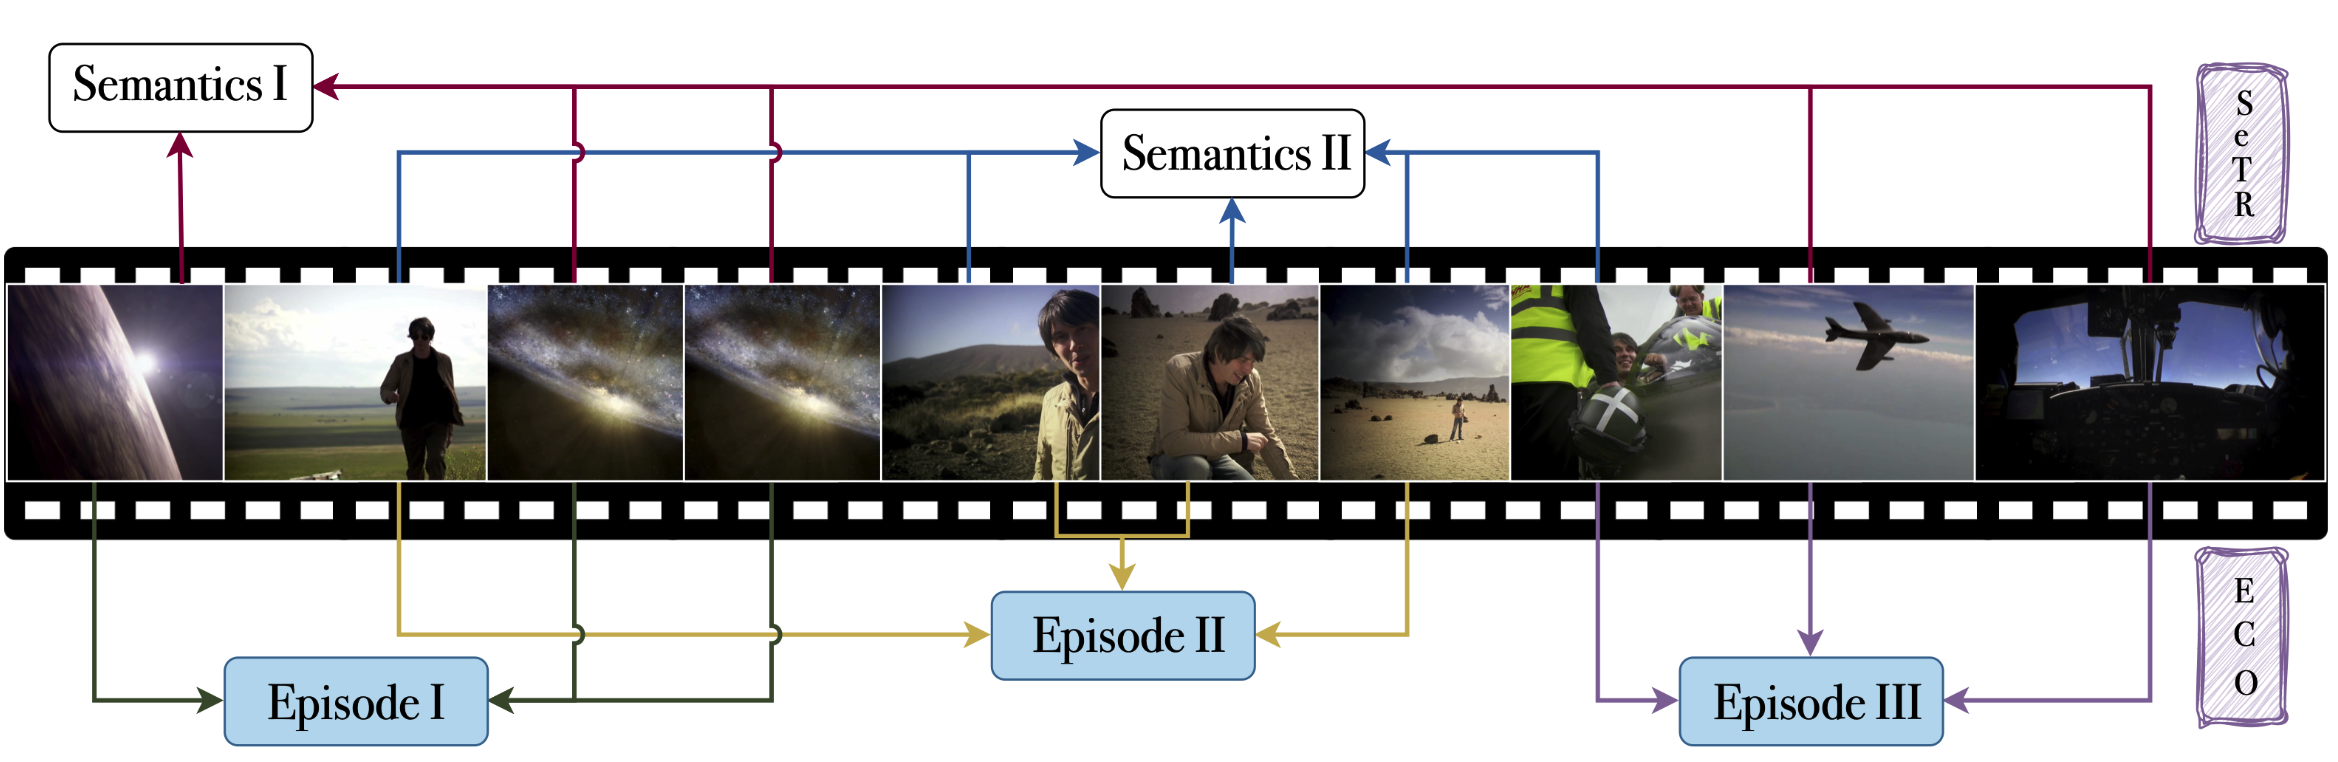 Semantics I
Semantics II
S
e
T
R
Episode I
Episode II
Episode III
E
C
O